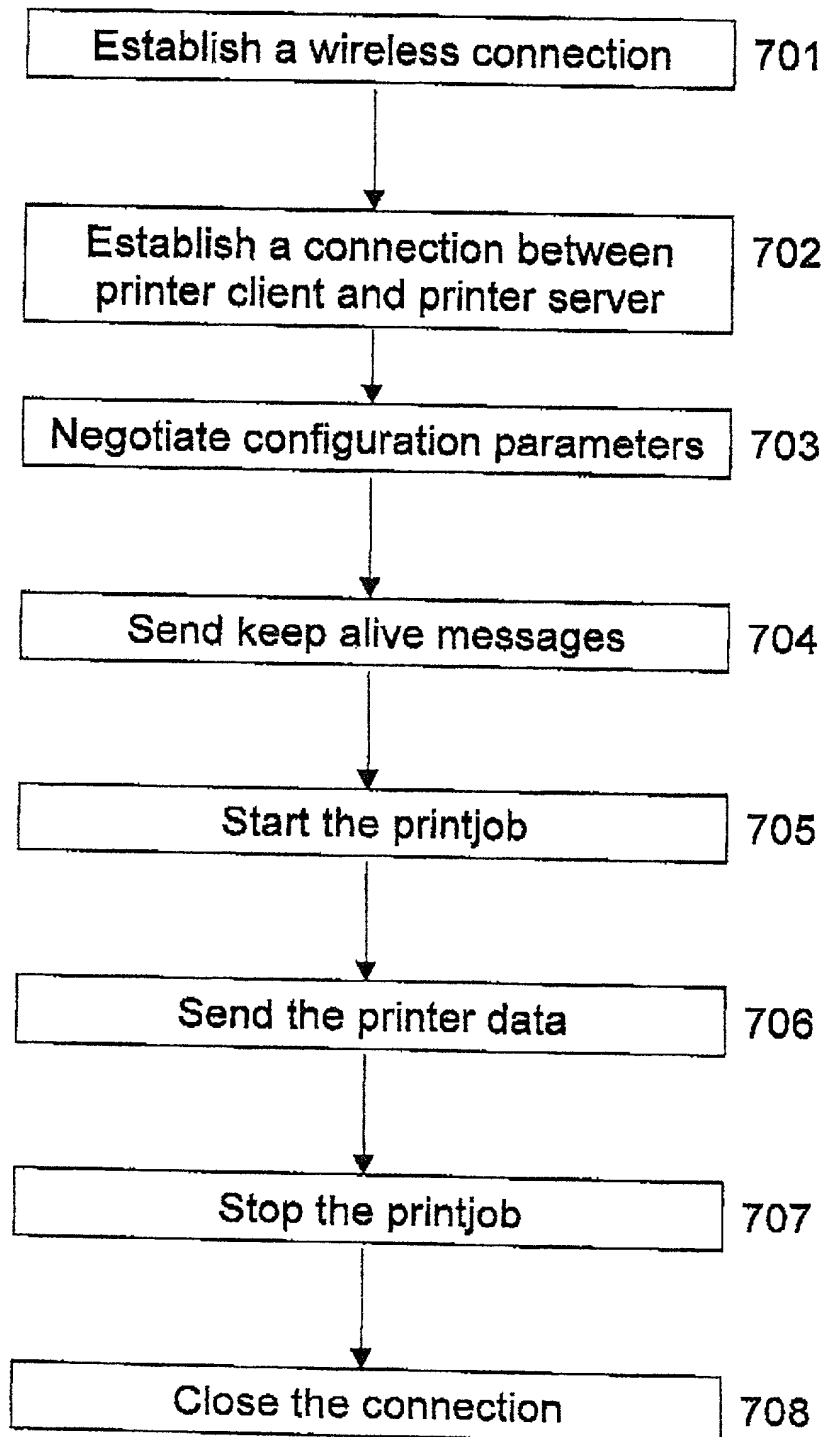 Establish a wireless connection 701
Establish a connection between 702
printer client and printer server
Negotiate configuration parameters 703
Send keep alive messages 704
Start the printjob 705
Send the printer data 706
Stop the printjob 707
Close the connection 708